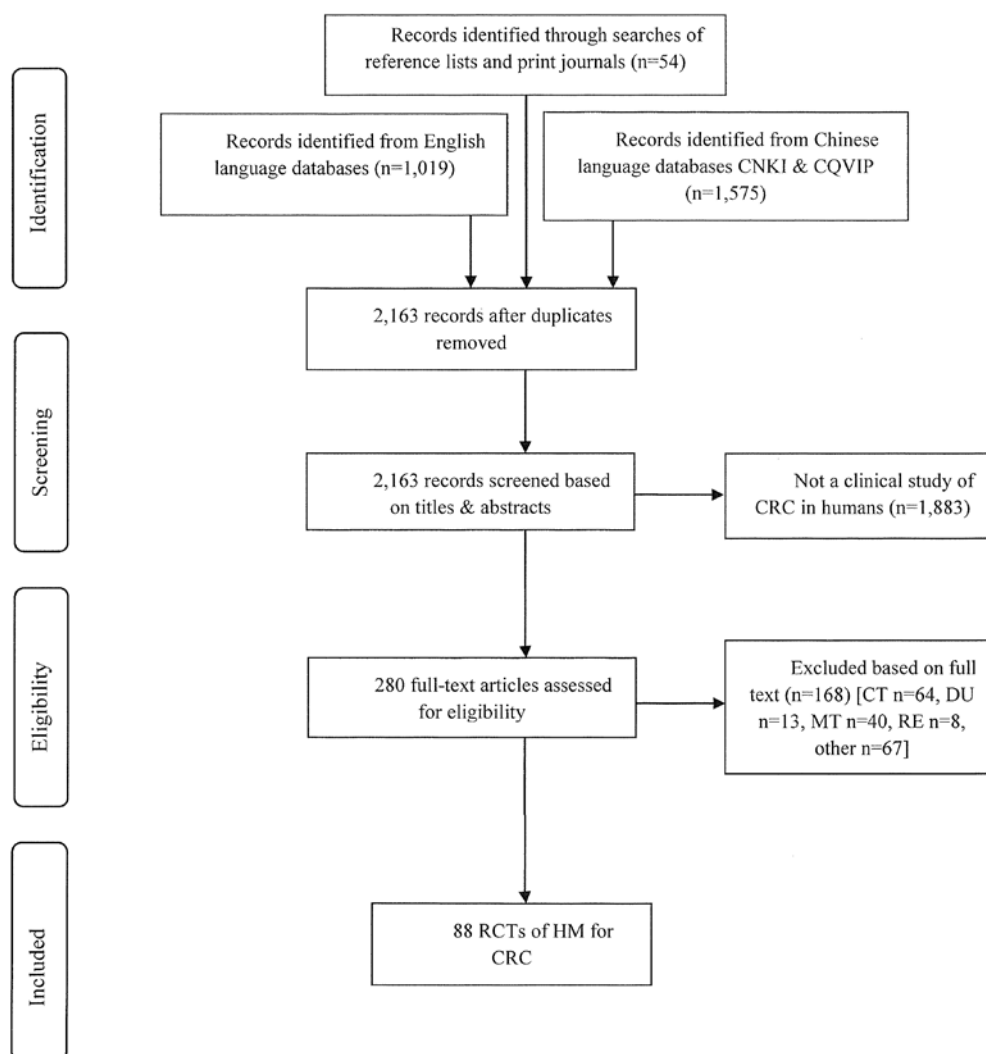 Identification
Records identified through searches of
reference lists and print journals (n=54)
Records identified from English
language databases (n=1,019)
Records identified from Chinese
language databases CNKI & CQVIP
(n=1,575)
2,163 records after duplicates
removed
Screening
2,163 records screened based
on titles & abstracts
Not a clinical study of
CRC in humans (n=1,883)
Eligibility
280 full-text articles assessed
for eligibility
Excluded based on full
text (n=168) [CT n=64, DU
n=13, MT n=40, RE n=8,
other n=67]
Included
88 RCTs of HM for
CRC